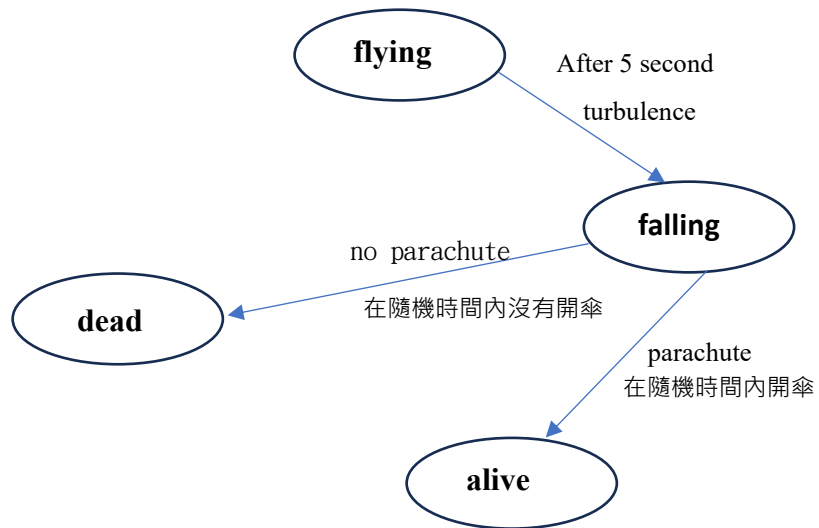 flying
After 5 second
turbulence
falling
no parachute
在隨機時間內沒有開傘
dead
parachute
在隨機時間內開傘
alive